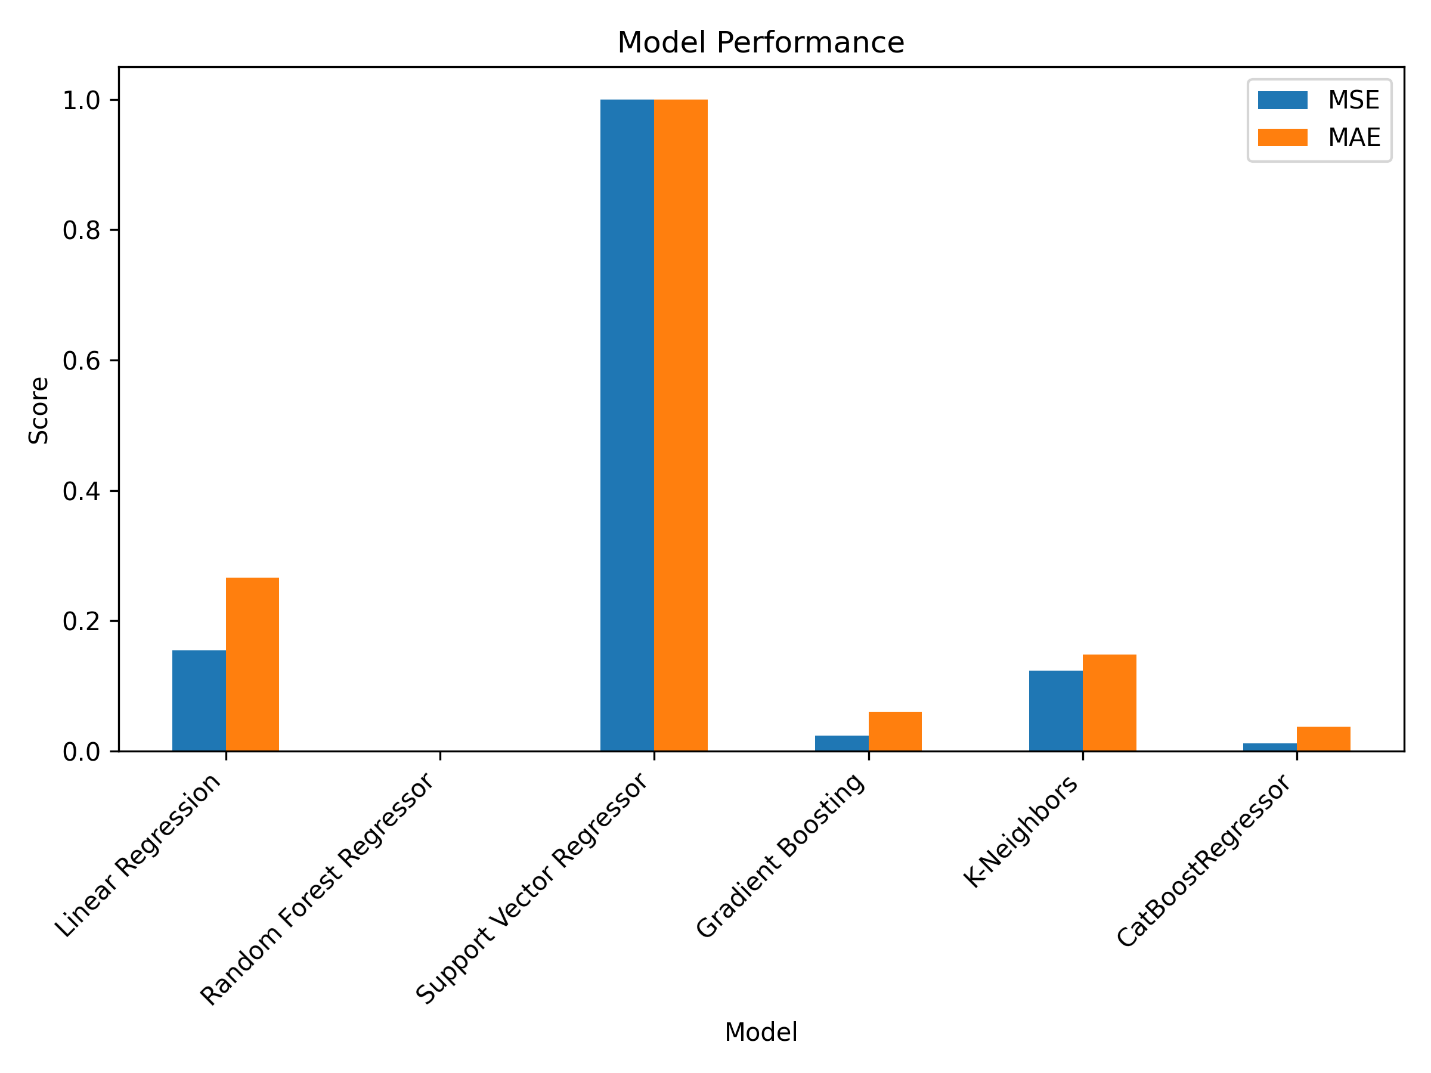 Model Performance
MSE
MAE
1.0
0.8
0.6
0.4
0.2
0.0
Score
Linear Regression
Random Forest Regressor
Support Vector Regressor
Gradient Boosting
K-Neighbors
CatBoostRegressor
Model